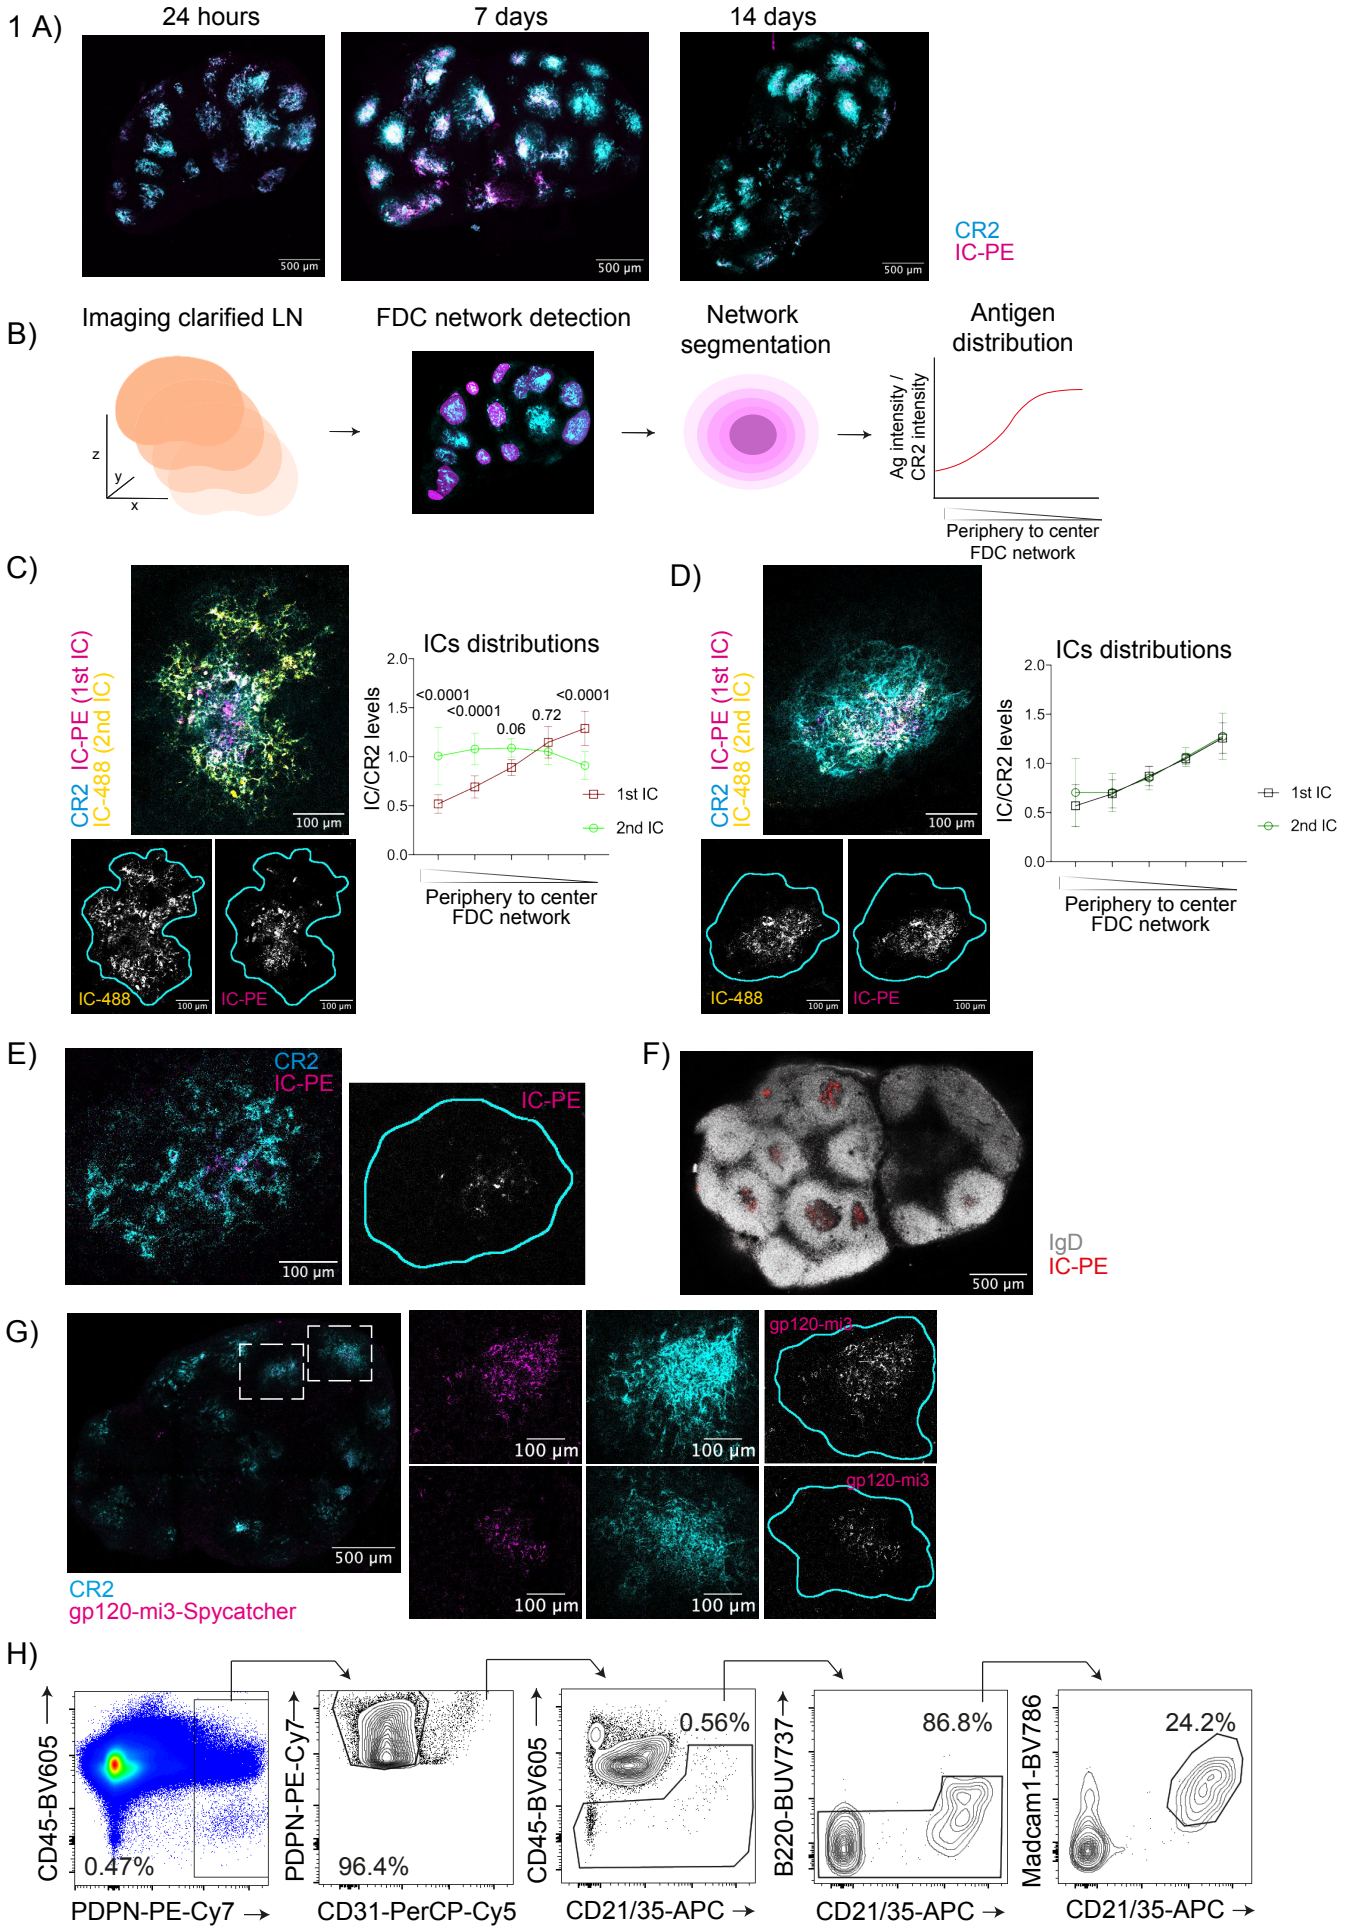 1 A)
24 hours
7 days
14 days
500 µm
500 µm
500 µm
CR2
IC-PE
B)
Imaging clarified LN
FDC network detection
Network
segmentation
Antigen
distribution
z
y
x
Ag intensity /
CR2 intensity
Periphery to center
FDC network
C)
CR2 IC-PE (1st IC)
IC-488 (2nd IC)
100 µm
IC-488
100 µm
IC-PE
100 µm
ICs distributions
IC/CR2 levels
2.0
1.5
1.0
0.5
0.0
<0.0001
<0.0001
0.06
0.72
<0.0001
1st IC
2nd IC
Periphery to center
FDC network
D)
CR2 IC-PE (1st IC)
IC-488 (2nd IC)
100 µm
IC-488
100 µm
IC-PE
100 µm
ICs distributions
IC/CR2 levels
2.0
1.5
1.0
0.5
0.0
1st IC
2nd IC
Periphery to center
FDC network
E)
CR2
IC-PE
100 µm
IC-PE
F)
500 µm
IgD
IC-PE
G)
500 µm
CR2
gp120-mi3-Spycatcher
100 µm
100 µm
gp120-mi3
100 µm
100 µm
gp120-mi3
H)
CD45-BV605
0.47%
PDPN-PE-Cy7
PDPN-PE-Cy7
96.4%
CD31-PerCP-Cy5
CD45-BV605
0.56%
CD21/35-APC
B220-BUV737
86.8%
CD21/35-APC
Madcam1-BV786
24.2%
CD21/35-APC